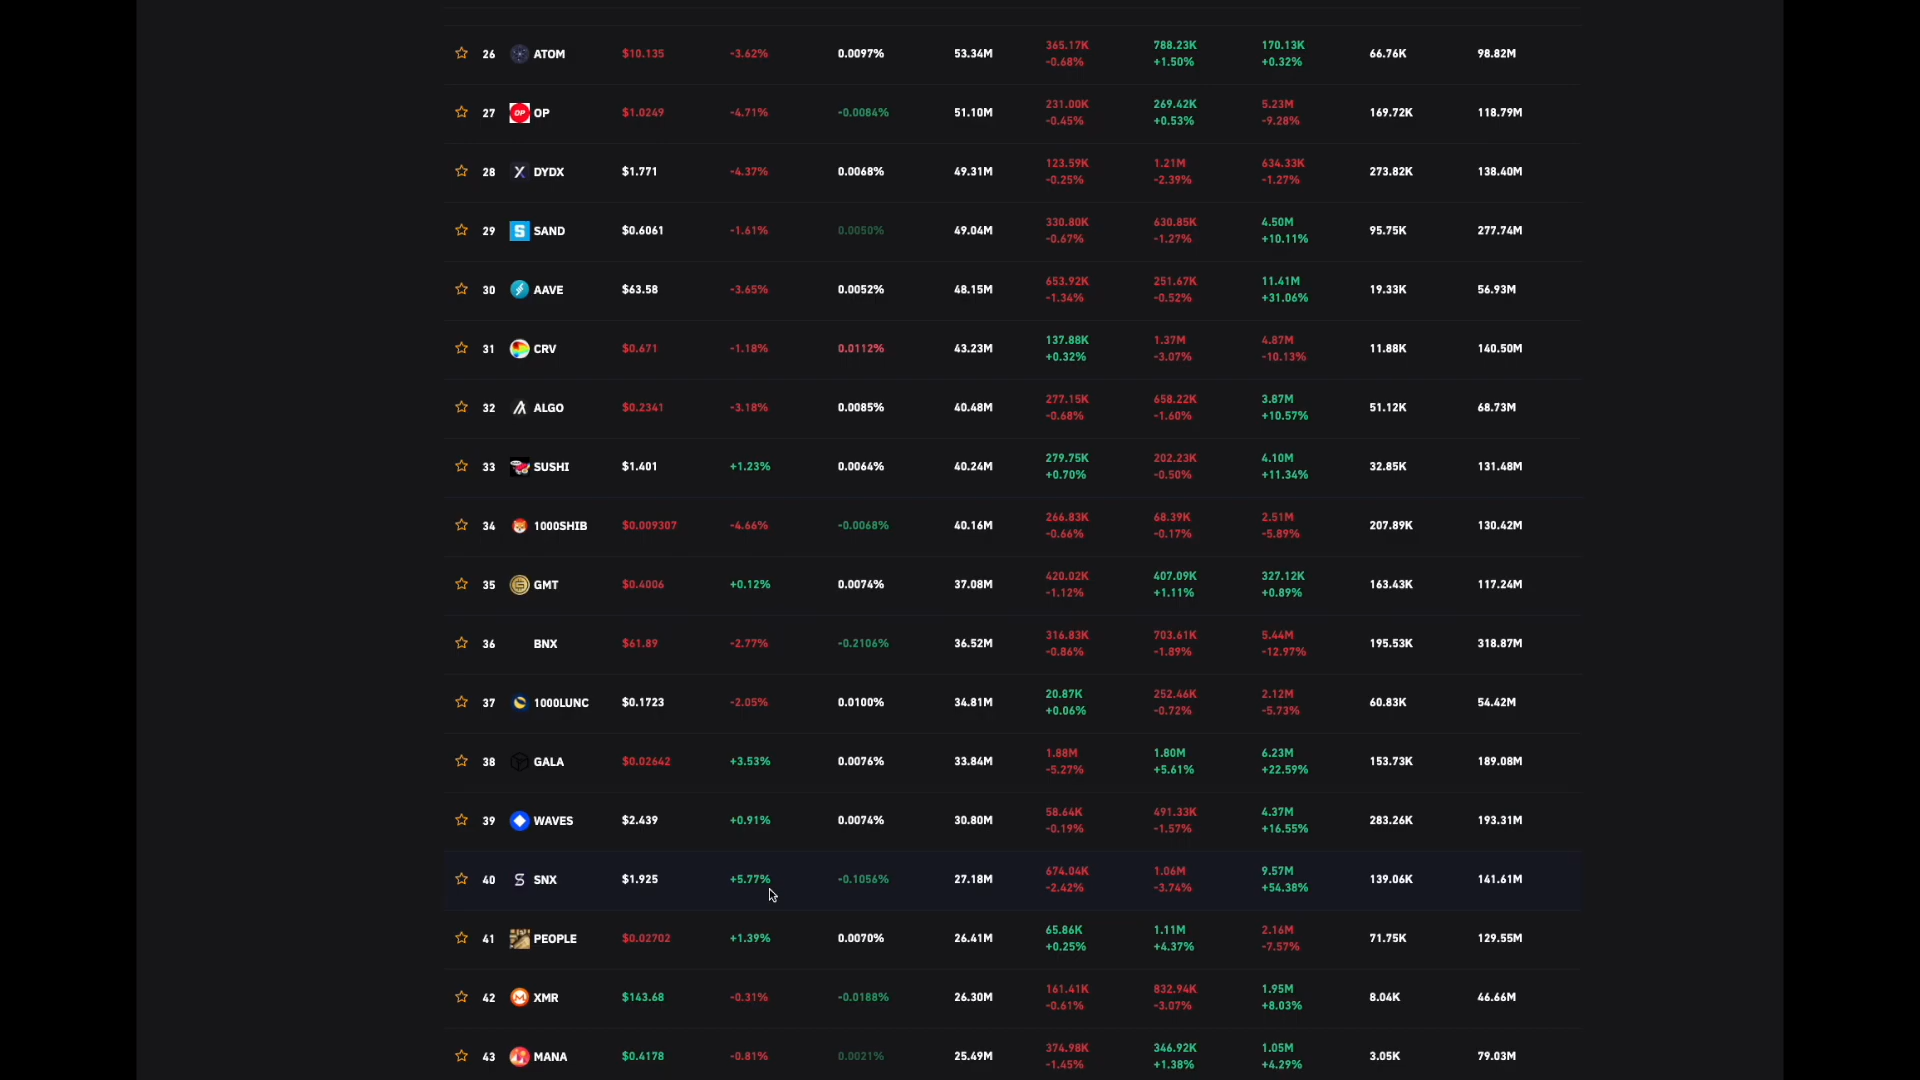 26 ATOM $10.135 -3.62% 0.0097% 53.34M 365.17K 788.23K 170.13K 66.76K 98.82M
-0.68% +1.50% +0.32%
27 OP $1.0249 -4.71% -0.0084% 51.10M 231.00K 269.42K 5.23M 169.72K 118.79M
-0.45% +0.53% -9.28%
28 DYDX $1.771 -4.37% 0.0068% 49.31M 123.59K 1.21M 634.33K 273.82K 138.40M
-0.25% -2.39% -1.27%
29 SAND $0.6061 -1.61% 0.0050% 49.04M 330.80K 630.85K 4.50M 95.75K 277.74M
-0.67% -1.27% +10.11%
30 AAVE $63.58 -3.65% 0.0052% 48.15M 653.92K 251.67K 11.41M 19.33K 56.93M
-1.34% -0.52% +31.06%
31 CRV $0.671 -1.18% 0.0112% 43.23M 137.88K 1.37M 4.87M 11.88K 140.50M
+0.32% -3.07% -10.13%
32 ALGO $0.2341 -3.18% 0.0085% 40.48M 277.15K 658.22K 3.87M 51.12K 68.73M
-0.68% -1.60% +10.57%
33 SUSHI $1.401 +1.23% 0.0064% 40.24M 279.75K 202.23K 4.10M 32.85K 131.48M
+0.70% -0.50% +11.34%
34 1000SHIB $0.009307 -4.66% -0.0068% 40.16M 266.83K 68.39K 2.51M 207.89K 130.42M
-0.66% -0.17% -5.89%
35 GMT $0.4006 +0.12% 0.0074% 37.08M 420.02K 407.09K 327.12K 163.43K 117.24M
-1.12% +1.11% +0.89%
36 BNX $61.89 -2.77% -0.2106% 36.52M 316.83K 703.61K 5.44M 195.53K 318.87M
-0.86% -1.89% -12.97%
37 1000LUNC $0.1723 -2.05% 0.0100% 34.81M 20.87K 252.46K 2.12M 60.83K 54.42M
+0.06% -0.72% -5.73%
38 GALA $0.02642 +3.53% 0.0076% 33.84M 1.88M 1.80M 6.23M 153.73K 189.08M
-5.27% +5.61% +22.59%
39 WAVES $2.439 +0.91% 0.0074% 30.80M 58.64K 491.33K 4.37M 283.26K 193.31M
-0.19% -1.57% +16.55%
40 SNX $1.925 +5.77% -0.1056% 27.18M 674.04K 1.06M 9.57M 139.06K 141.61M
-2.42% -3.74% +54.38%
41 PEOPLE $0.02702 +1.39% 0.0070% 26.41M 65.86K 1.11M 2.16M 71.75K 129.55M
+0.25% +4.37% -7.57%
42 XMR $143.68 -0.31% -0.0188% 26.30M 161.41K 832.94K 1.95M 8.04K 46.66M
-0.61% -3.07% +8.03%
43 MANA $0.4178 -0.81% 0.0021% 25.49M 374.98K 346.92K 1.05M 3.05K 79.03M
-1.45% +1.38% +4.29%